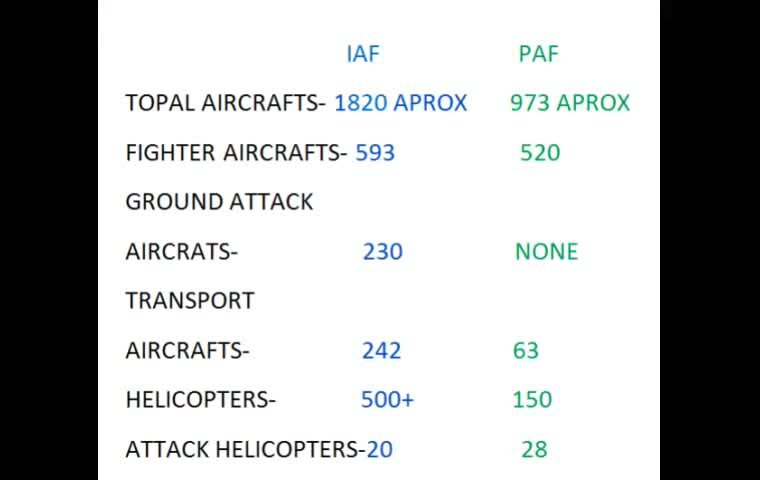 IAF PAF
TOPAL AIRCRAFTS- 1820 APROX 973 APROX
FIGHTER AIRCRAFTS- 593 520
GROUND ATTACK
AIRCRATS- 230 NONE
TRANSPORT
AIRCRAFTS- 242 63
HELICOPTERS- 500+ 150
ATTACK HELICOPTERS-20 28